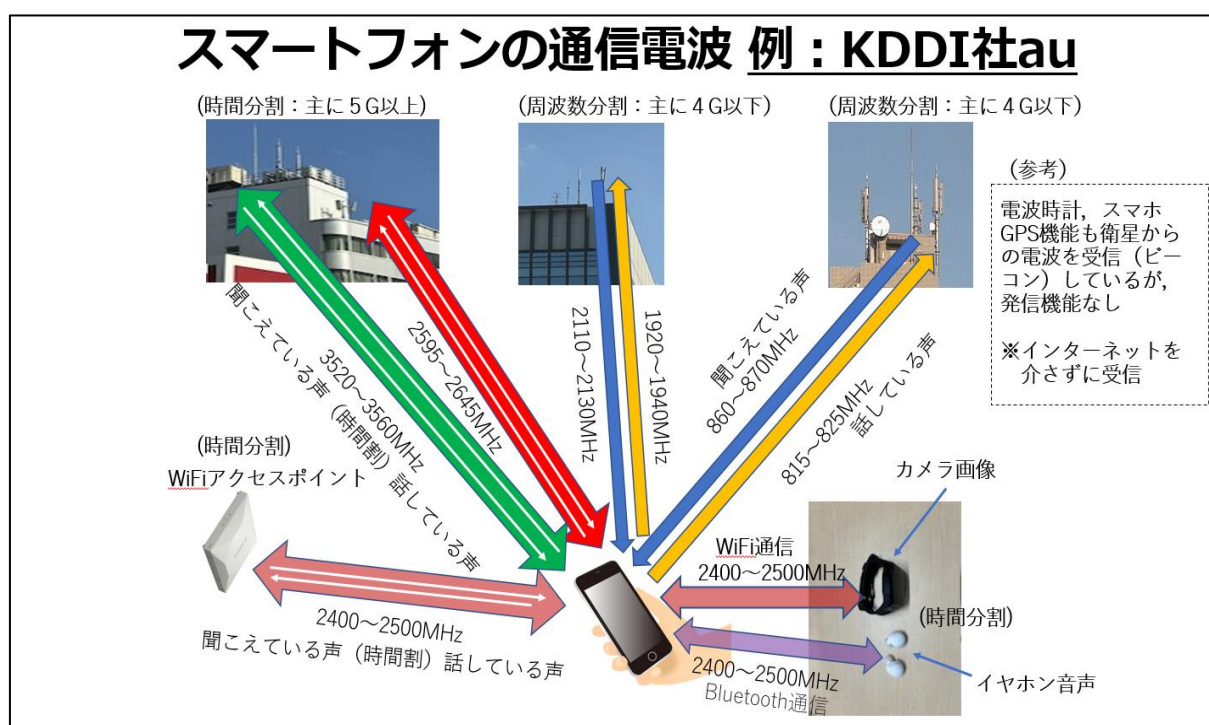 スマートフォンの通信電波 例：KDDI社au
(時間分割：主に５G以上)
(周波数分割：主に４G以下)
(周波数分割：主に４G以下)
(参考)
電波時計，スマホ
GPS機能も衛星から
の電波を受信（ビー
コン）しているが，
発信機能なし
※インターネットを
介さずに受信
2595～2645MHz
3520～3560MHz
聞こえている声（時間割）話している声
2110～2130MHz
1920～1940MHz
聞こえている声
860～870MHz
815～825MHz
話している声
(時間分割)
WiFiアクセスポイント
2400～2500MHz
聞こえている声（時間割）話している声
WiFi通信
2400～2500MHz
カメラ画像
(時間分割)
2400～2500MHz
Bluetooth通信
イヤホン音声